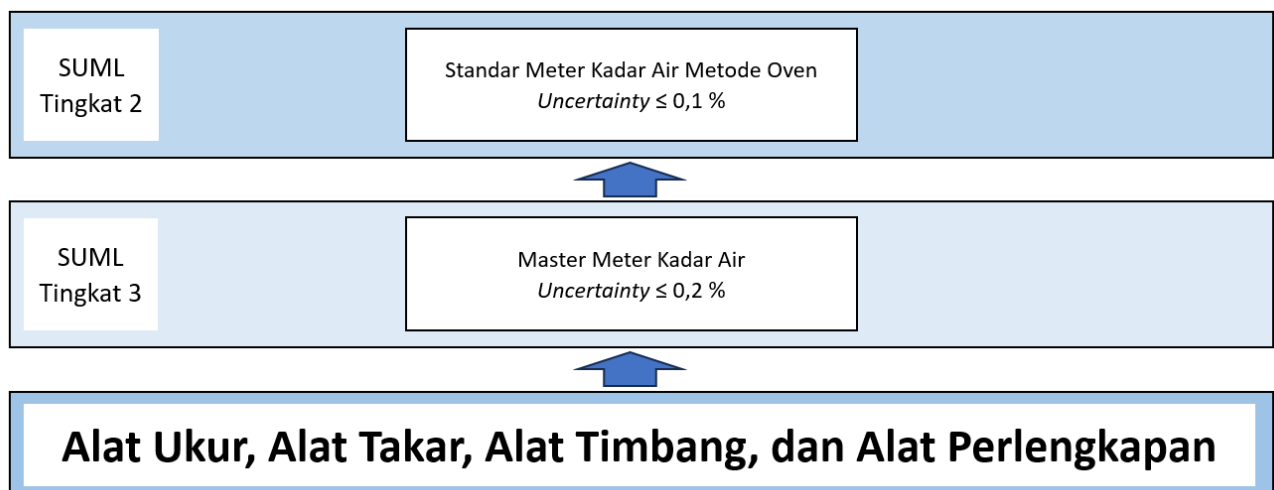 SUML
Tingkat 2
Standar Meter Kadar Air Metode Oven
Uncertainty ≤ 0,1 %
SUML
Tingkat 3
Master Meter Kadar Air
Uncertainty ≤ 0,2 %
Alat Ukur, Alat Takar, Alat Timbang, dan Alat Perlengkapan